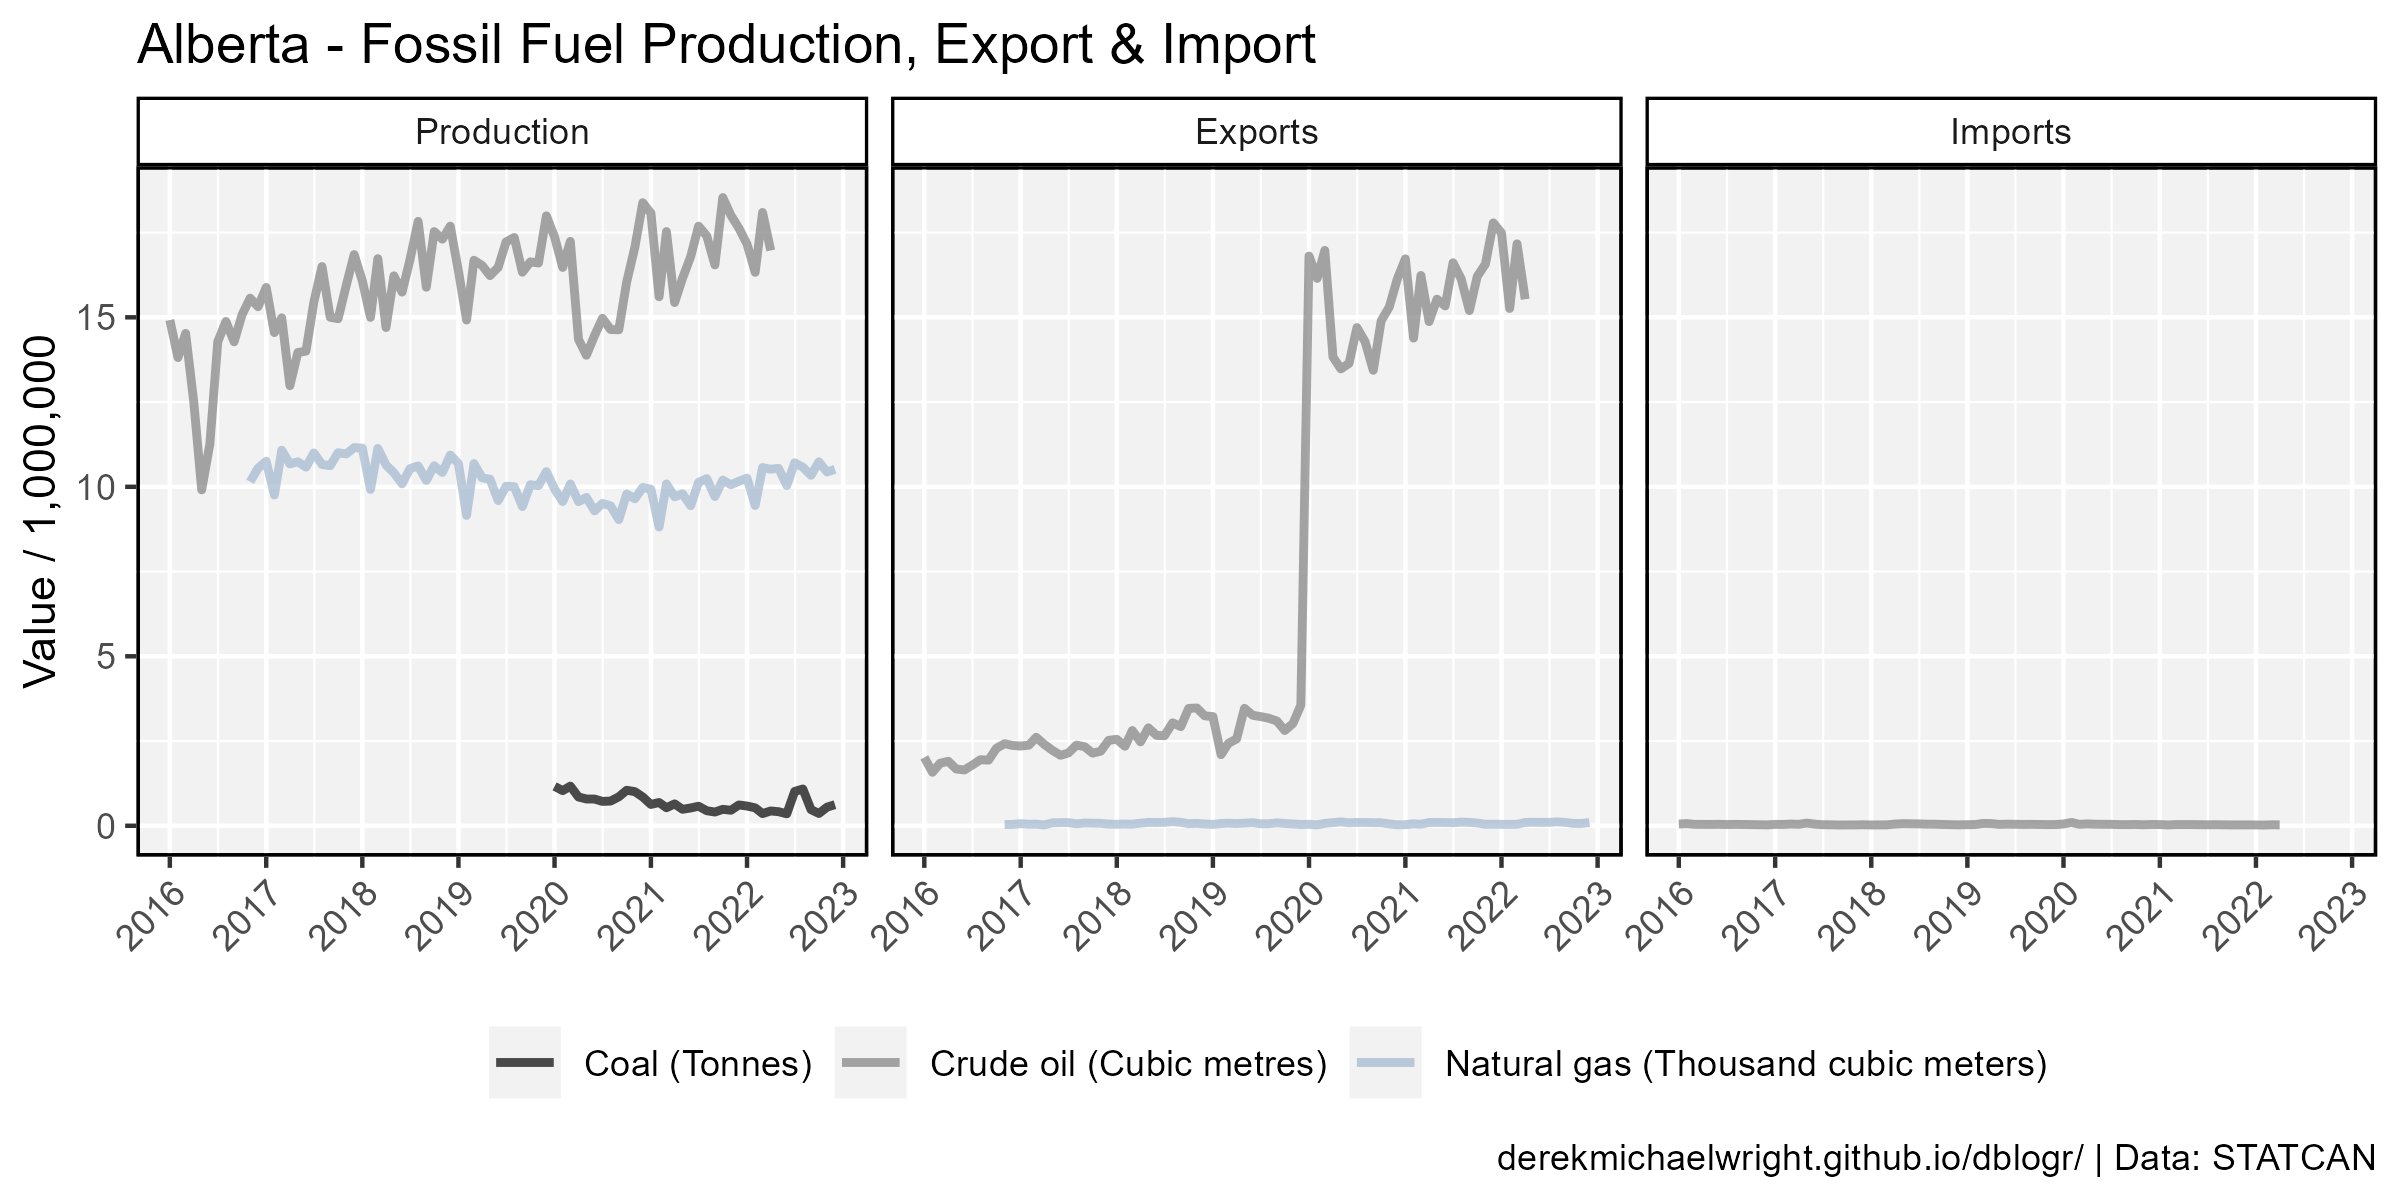 Alberta - Fossil Fuel Production, Export & Import
Production
Exports
Imports
Value / 1,000,000
15
10
5
0
2016 2017 2018 2019 2020 2021 2022 2023
2016 2017 2018 2019 2020 2021 2022 2023
2016 2017 2018 2019 2020 2021 2022 2023
Coal (Tonnes) Crude oil (Cubic metres) Natural gas (Thousand cubic meters)
derekmichaelwright.github.io/dblogr/ | Data: STATCAN